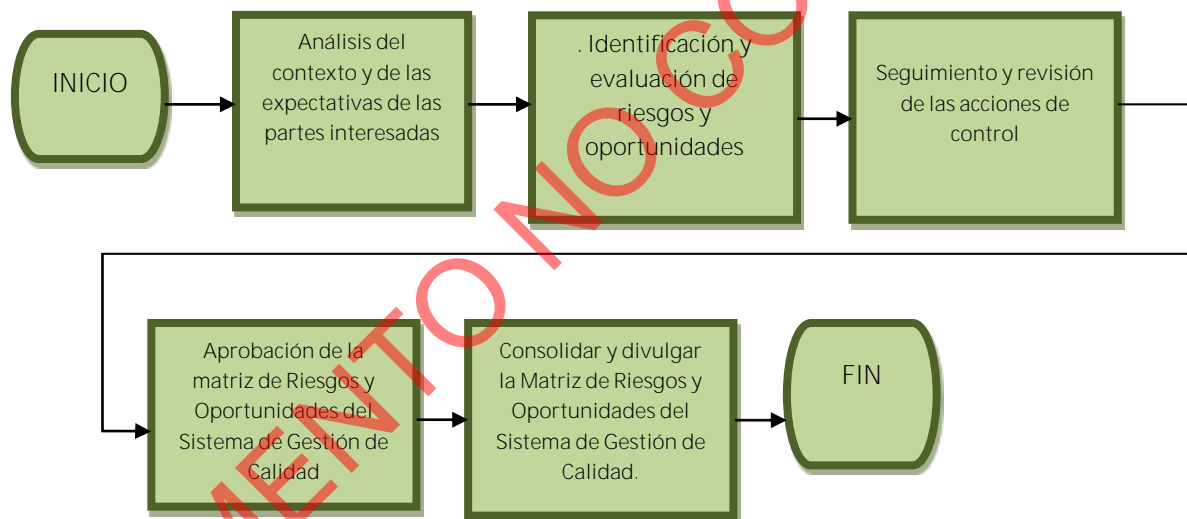 INICIO
Análisis del
contexto y de las
expectativas de las
partes interesadas
. Identificación y
evaluación de
riesgos y
oportunidades
Seguimiento y revisión
de las acciones de
control
Aprobación de la
matriz de Riesgos y
Oportunidades del
Sistema de Gestión de
Calidad
Consolidar y divulgar
la Matriz de Riesgos y
Oportunidades del
Sistema de Gestión de
Calidad.
FIN
MENTO NO CO